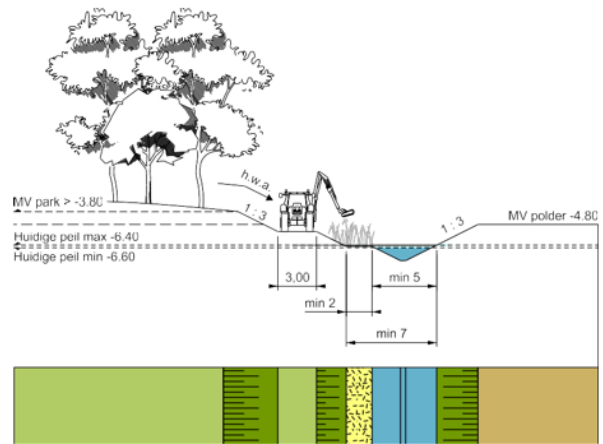 h.w.a.
MV park > -3.80
1 : 3
1 : 3
MV polder -4.80
Huidige peil max -6.40
Huidige peil min -6.60
3,00
min 5
min 2
min 7